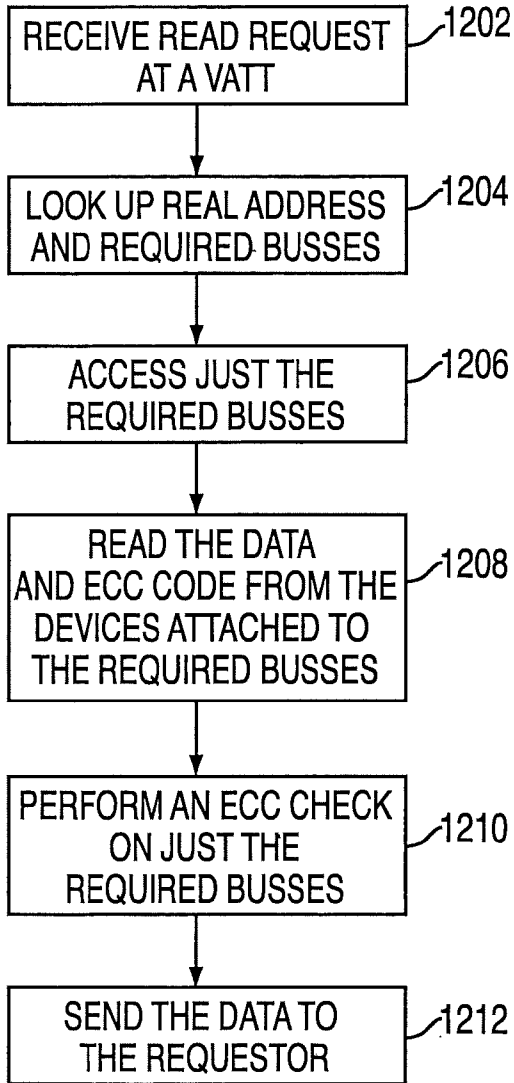 RECEIVE READ REQUEST
AT A VATT
1202
LOOK UP REAL ADDRESS
AND REQUIRED BUSSES
1204
ACCESS JUST THE
REQUIRED BUSSES
1206
READ THE DATA
AND ECC CODE FROM THE
DEVICES ATTACHED TO
THE REQUIRED BUSSES
1208
PERFORM AN ECC CHECK
ON JUST THE
REQUIRED BUSSES
1210
SEND THE DATA TO
THE REQUESTOR
1212